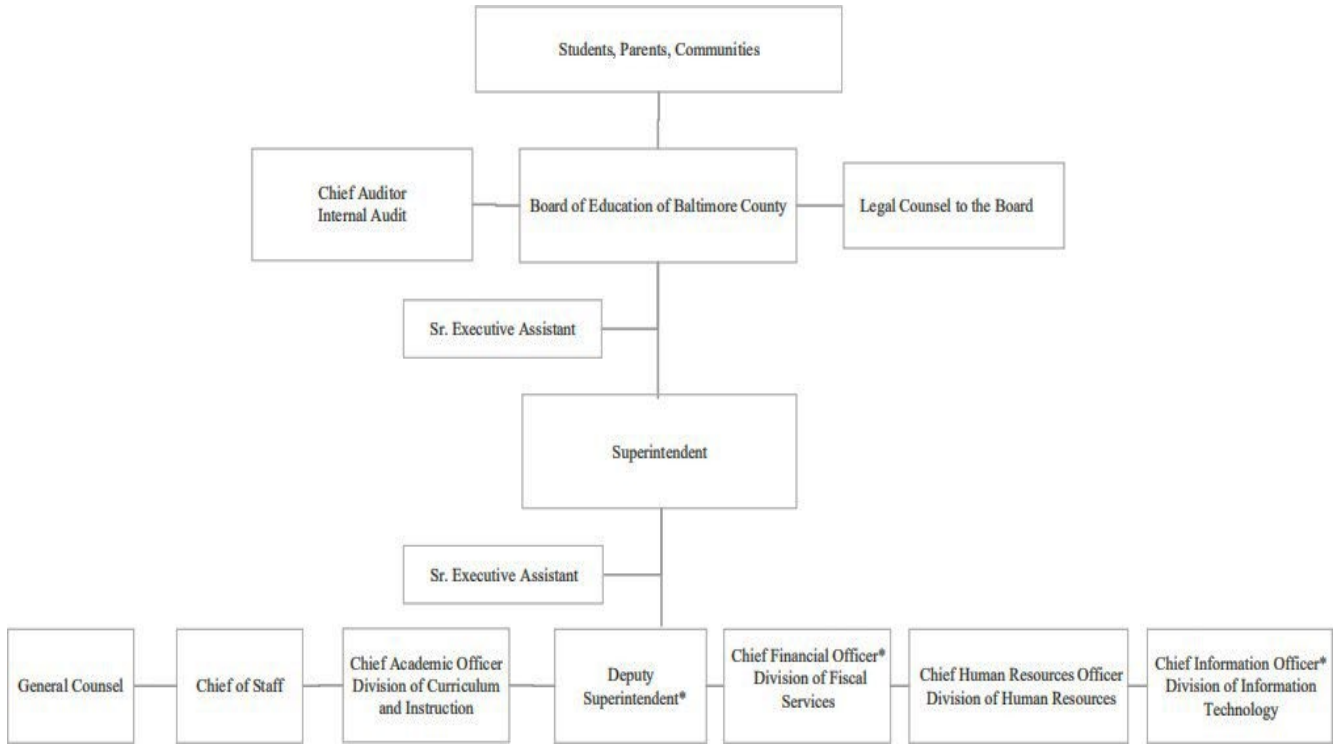 Students, Parents, Communities
Chief Auditor
Internal Audit
Board of Education of Baltimore County
Legal Counsel to the Board
Sr. Executive Assistant
Superintendent
Sr. Executive Assistant
General Counsel
Chief of Staff
Chief Academic Officer
Division of Curriculum
and Instruction
Deputy
Superintendent*
Chief Financial Officer*
Division of Fiscal
Services
Chief Human Resources Officer
Division of Human Resources
Chief Information Officer*
Division of Information
Technology